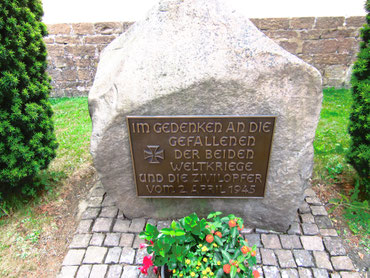 IM GEDENKEN AN DIE
GEFALLENEN
DER BEIDEN
WELTKRIEGE
UND DIE ZIVILOPFER
VOM 2. APRIL 1945